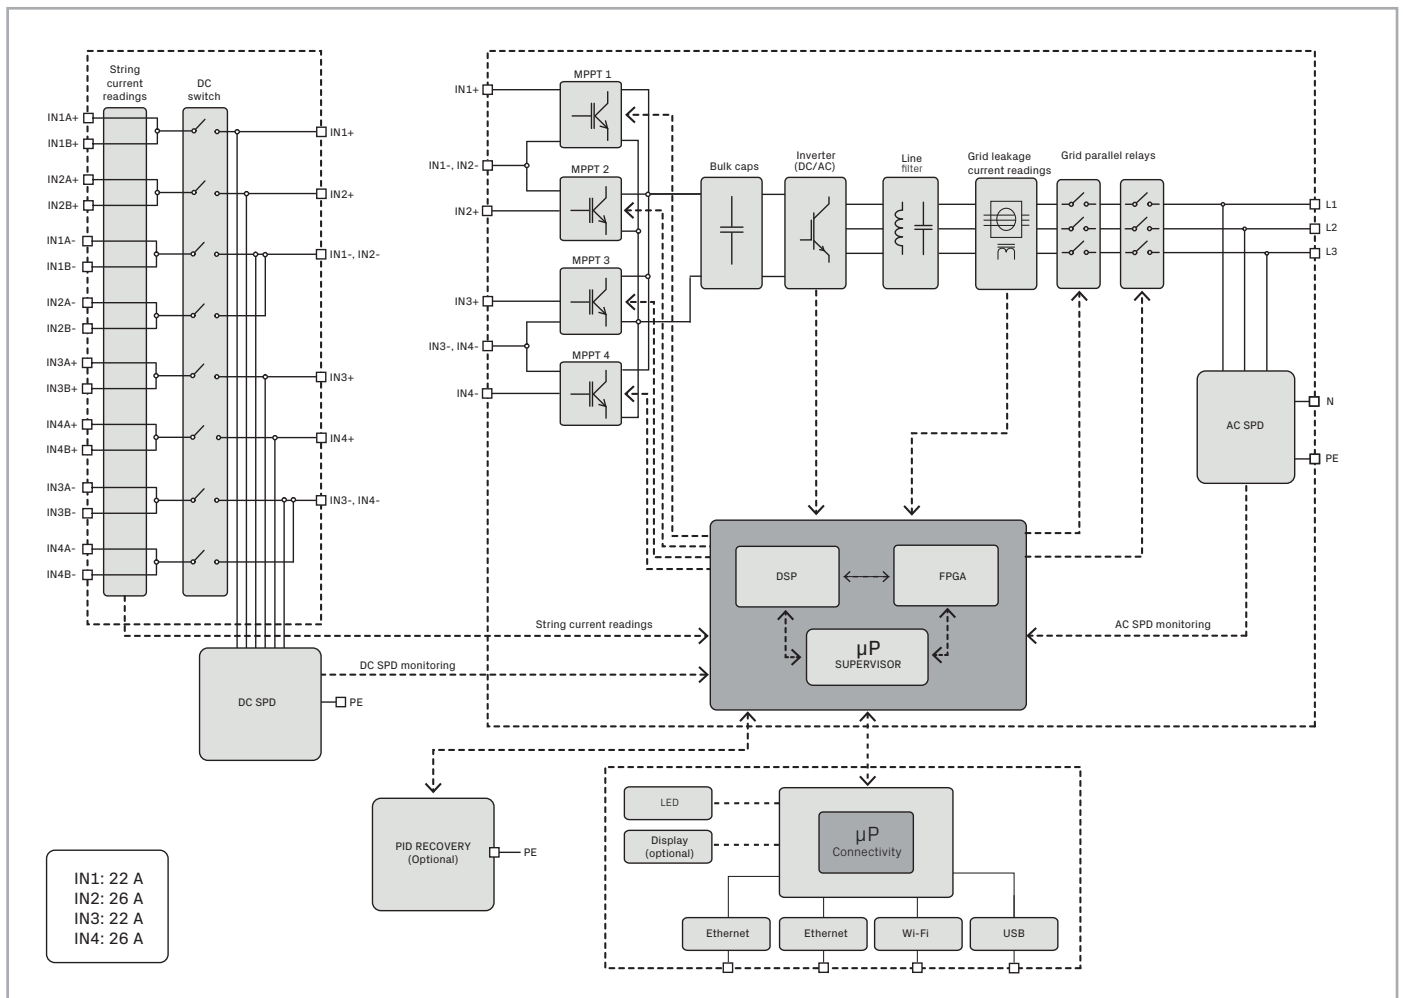 String
current
readings
DC
switch
IN1A+
IN1B+
IN2A+
IN2B+
IN1A-
IN1B-
IN2A-
IN2B-
IN3A+
IN3B+
IN4A+
IN4B+
IN3A-
IN3B-
IN4A-
IN4B-
IN1+
IN2+
IN1-, IN2-
IN3+
IN4+
IN3-, IN4-
DC SPD
PE
IN1+
IN1-, IN2-
IN2+
IN3+
IN3-, IN4-
IN4-
MPPT 1
MPPT 2
MPPT 3
MPPT 4
Bulk caps
Inverter
(DC/AC)
Line
filter
Grid leakage
current readings
Grid parallel relays
L1
L2
L3
N
PE
AC SPD
DSP
FPGA
µP
SUPERVISOR
String current readings
DC SPD monitoring
AC SPD monitoring
PID RECOVERY
(Optional)
PE
LED
Display
(optional)
µP
Connectivity
Ethernet
Ethernet
Wi-Fi
USB
IN1: 22 A
IN2: 26 A
IN3: 22 A
IN4: 26 A